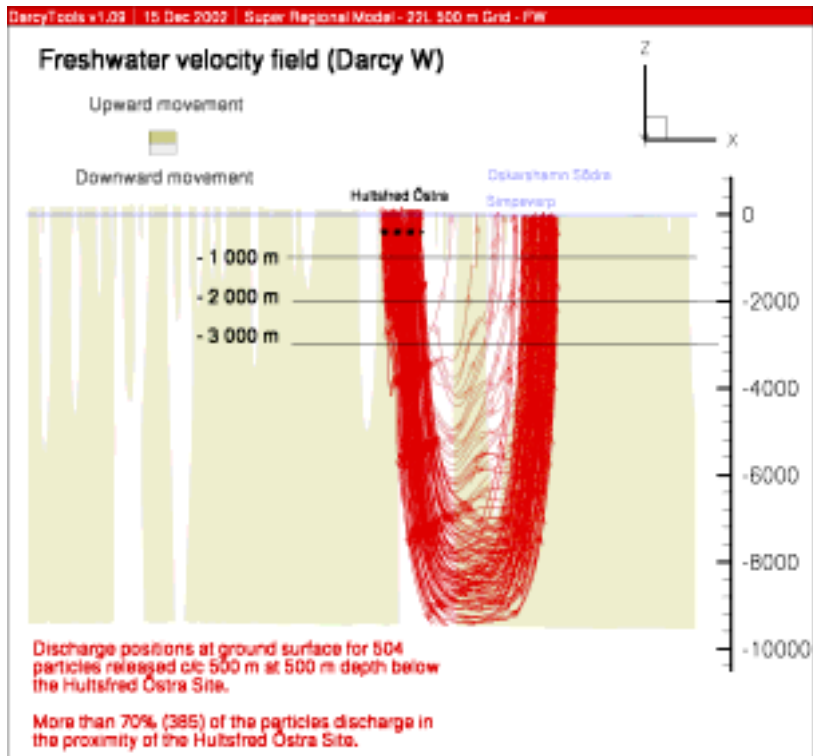 DarcyTools v1.09 | 15 Dec 2002 | Super Regional Model - 22L 500 m Grid - FW
Freshwater velocity field (Darcy W)
Upward movement
Downward movement
Z
X
Hultsfred Östra
Oskarshamn Södra
Simpevarp
0
- 1 000 m
- 2 000 m
-2000
- 3 000 m
-4000
-6000
-8000
-10000
Discharge positions at ground surface for 504
particles released c/c 500 m at 500 m depth below
the Hultsfred Östra Site.
More than 70% (385) of the particles discharge in
the proximity of the Hultsfred Östra Site.